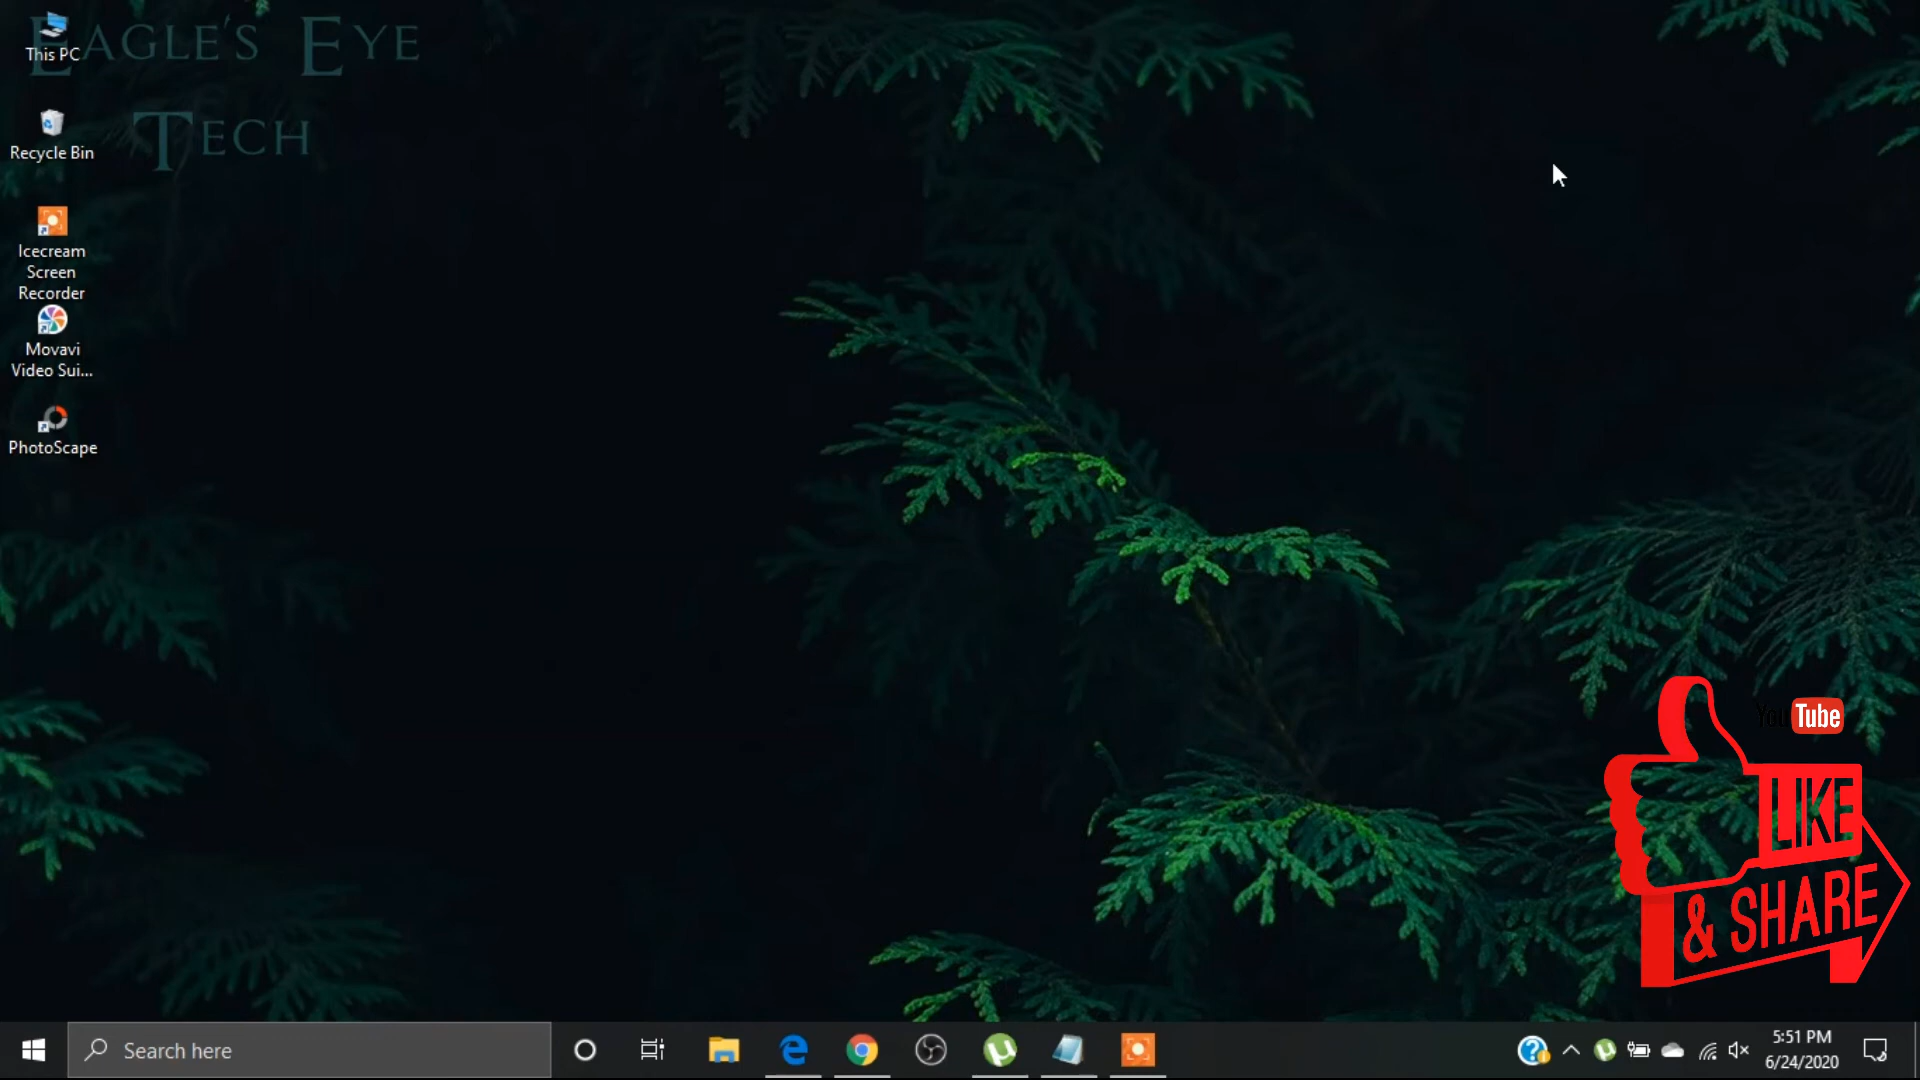 EAGLE'S EYE
TECH
This PC
Recycle Bin
Icecream
Screen
Recorder
Movavi
Video Sui...
PhotoScape
YouTube
LIKE
& SHARE
Search here
5:51 PM
6/24/2020